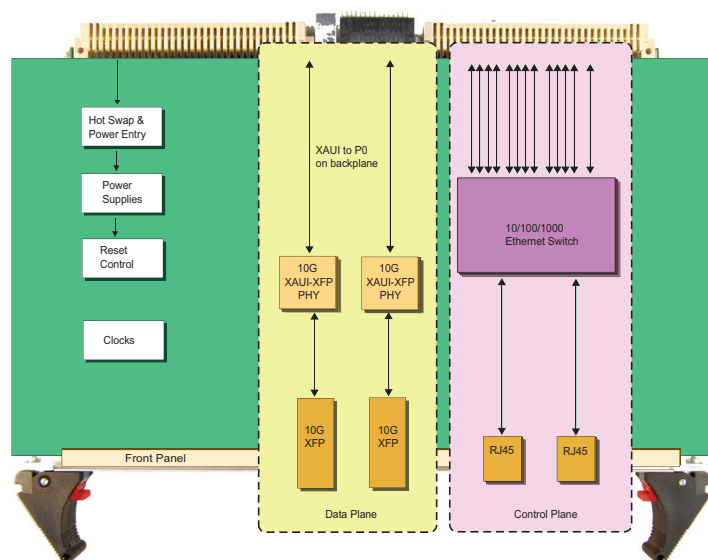 Hot Swap &
Power Entry
Power
Supplies
Reset
Control
Clocks
XAUI to P0
on backplane
10G
XAUI-XFP
PHY
10G
XAUI-XFP
PHY
10G
XFP
10G
XFP
Data Plane
10/100/1000
Ethernet Switch
RJ45
RJ45
Control Plane
Front Panel